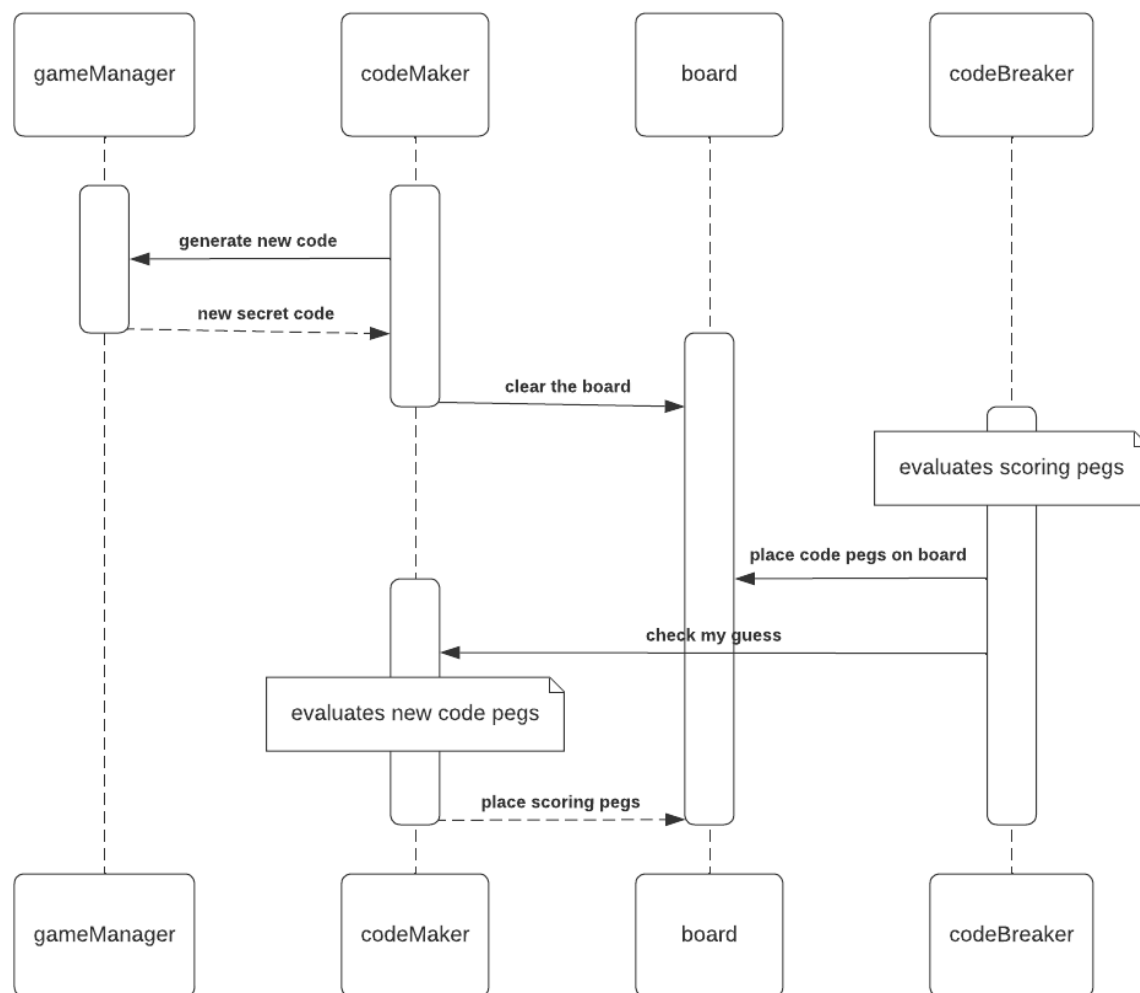 gameManager
codeMaker
board
codeBreaker
generate new code
new secret code
clear the board
evaluates scoring pegs
place code pegs on board
check my guess
evaluates new code pegs
place scoring pegs
gameManager
codeMaker
board
codeBreaker